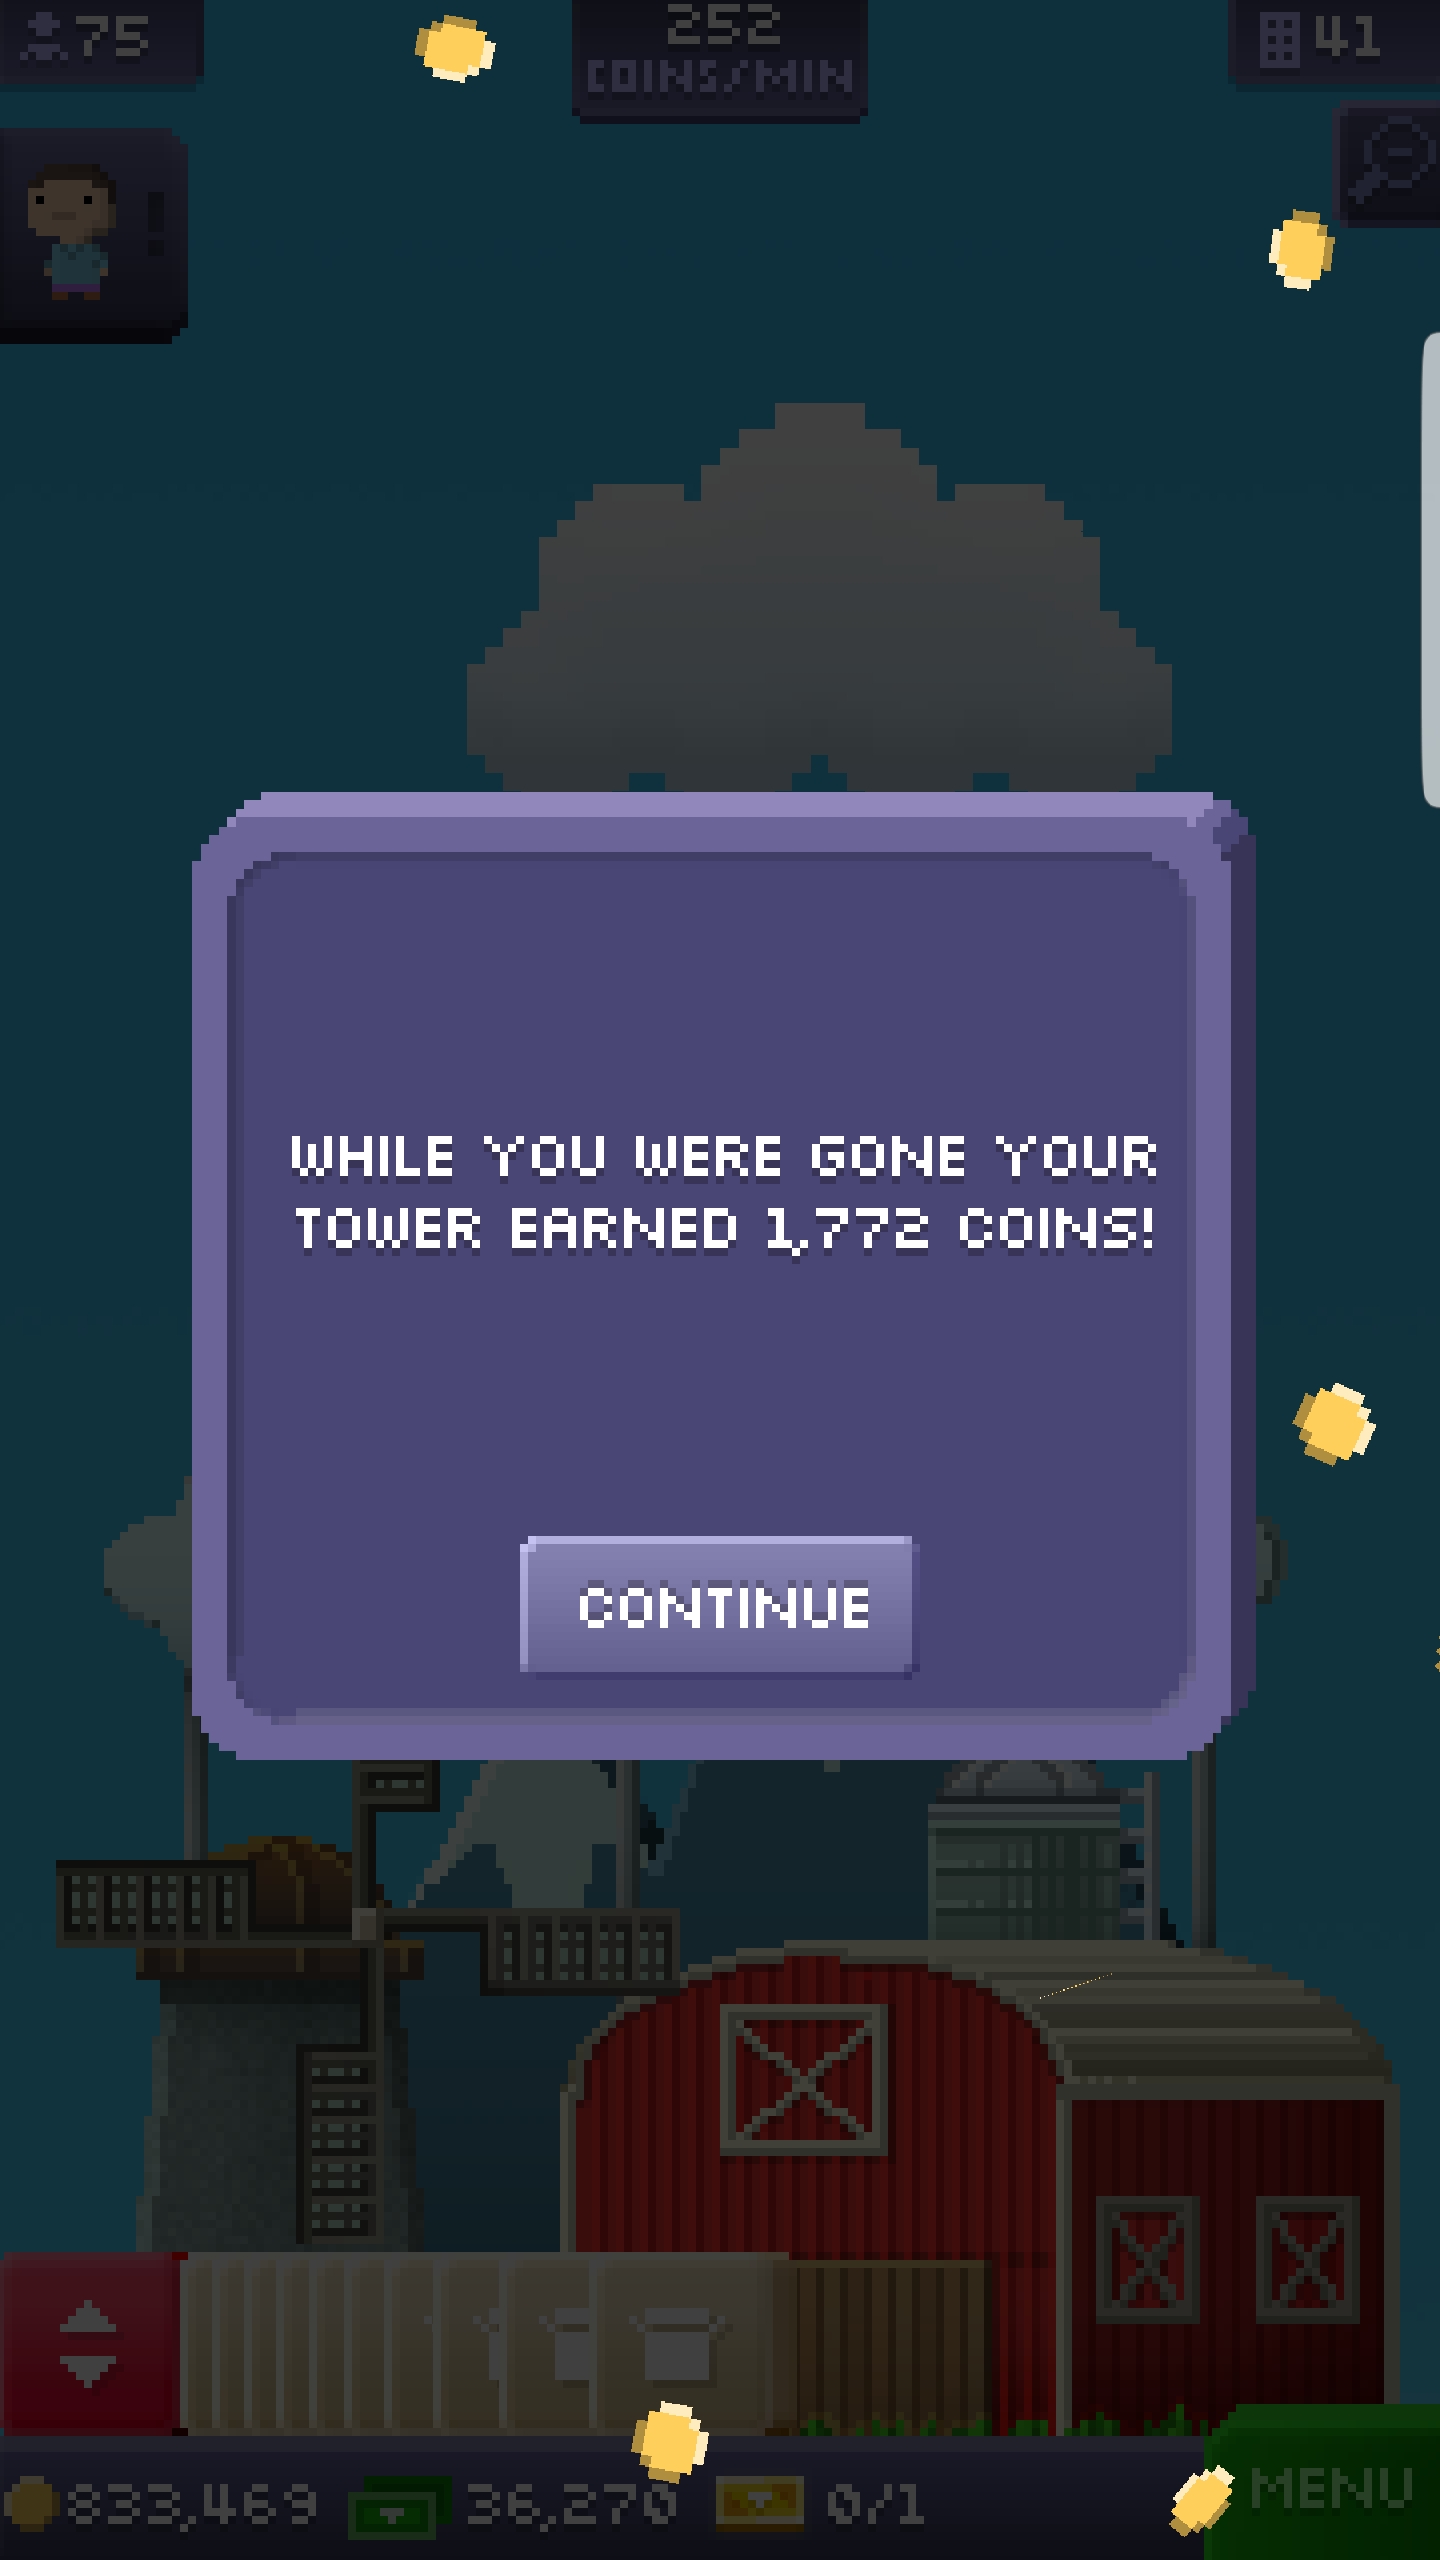 75
252
COINS/MIN
41
WHILE YOU WERE GONE YOUR
TOWER EARNED 1,772 COINS!
CONTINUE
833,469
36,270
0/1
MENU